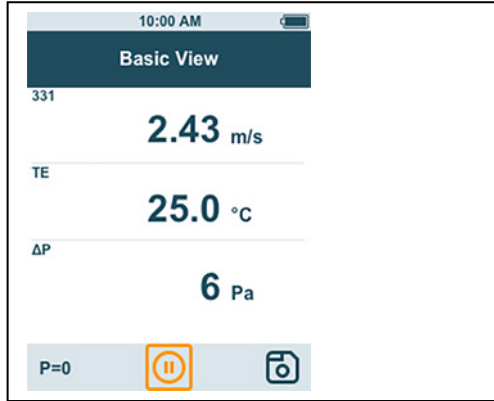 10:00 AM
Basic View
331
2.43 m/s
TE
25.0 °C
ΔP
6 Pa
P=0